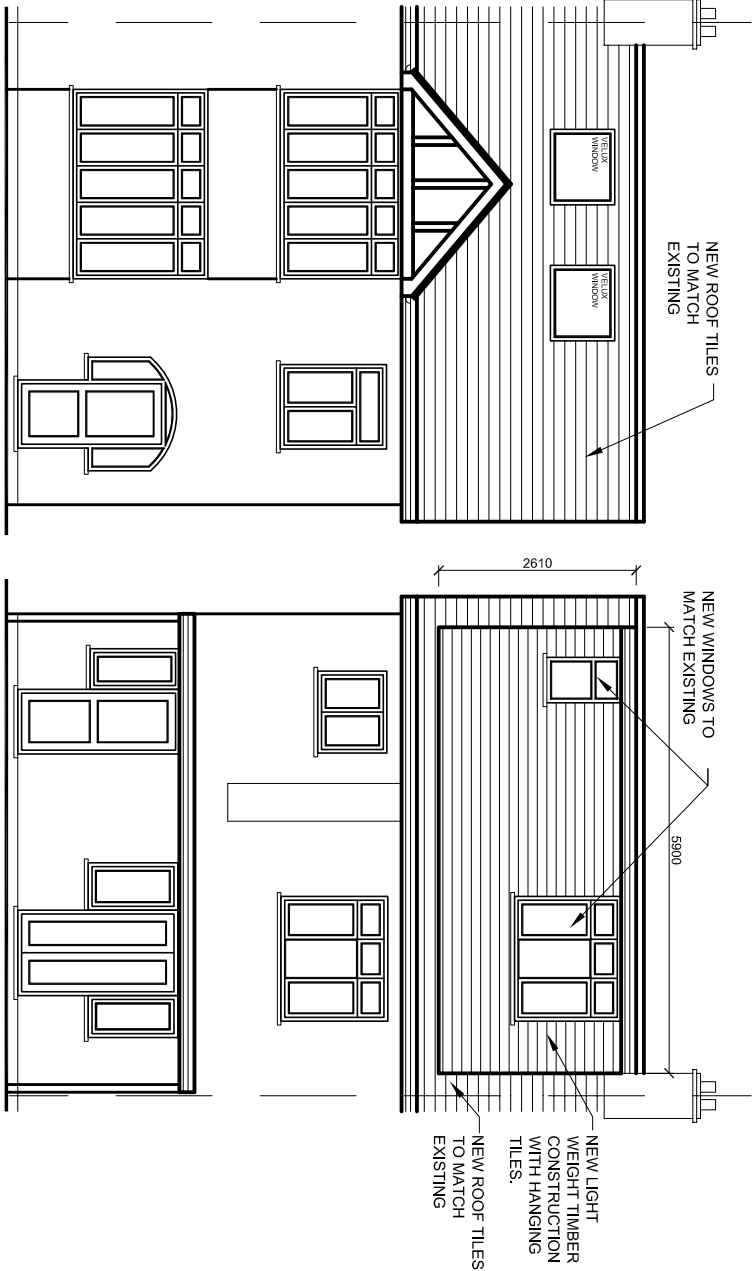 VELUX
WINDOW
VELUX
WINDOW
NEW ROOF TILES
TO MATCH
EXISTING
2610
NEW WINDOWS TO
MATCH EXISTING
5900
NEW LIGHT
WEIGHT TIMBER
CONSTRUCTION
WITH HANGING
TILES.
NEW ROOF TILES
TO MATCH
EXISTING